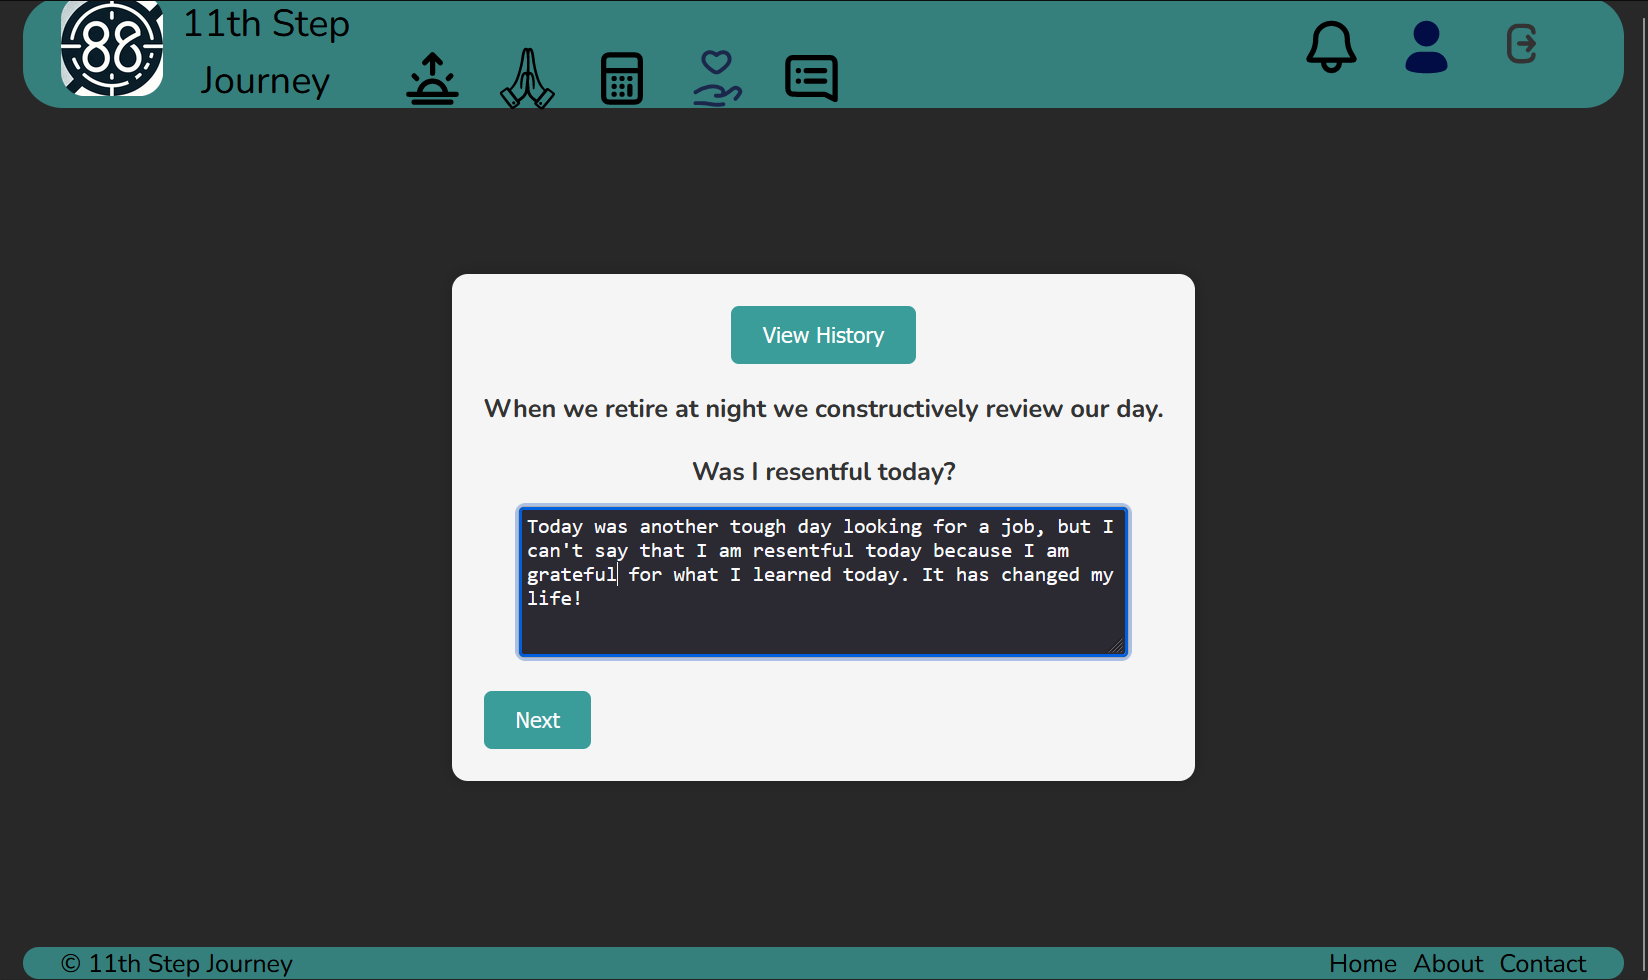 88
11th Step
Journey
View History
When we retire at night we constructively review our day.
Was I resentful today?
Today was another tough day looking for a job, but I
can't say that I am resentful today because I am
grateful for what I learned today. It has changed my
life!
Next
© 11th Step Journey
Home About Contact